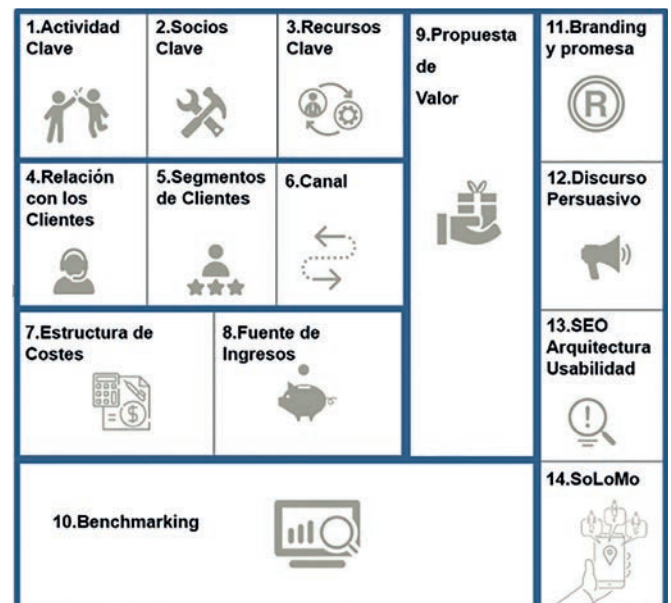 1.Actividad
Clave
2.Socios
Clave
3.Recursos
Clave
4.Relación
con los
Clientes
5.Segmentos
de Clientes
6.Canal
7.Estructura de
Costes
= $
8.Fuente de
Ingresos
9.Propuesta
de
Valor
10.Benchmarking
11.Branding
y promesa
R
12.Discurso
Persuasivo
13.SEO
Arquitectura
Usabilidad
!
14.SoLoMo